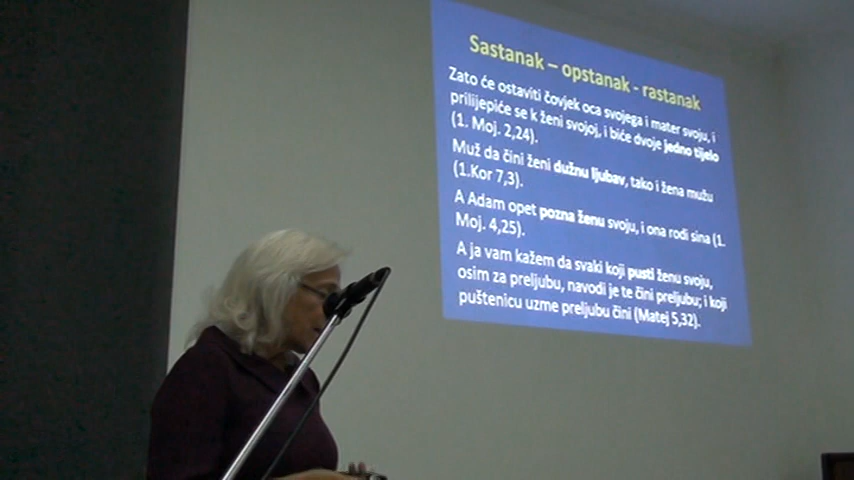 Sastanak – opstanak - rastanak
Zato će ostaviti čovjek oca svojega i mater svoju, i
prilijepiće se k ženi svojoj, i biće dvoje jedno tijelo
(1. Moj. 2,24).
Muž da čini ženi dužnu ljubav, tako i žena mužu
(1.Kor 7,3).
A Adam opet pozna ženu svoju, i ona rodi sina (1.
Moj. 4,25).
A ja vam kažem da svaki koji pusti ženu svoju,
osim za preljubu, navodi je te čini preljubu; i koji
puštenicu uzme preljubu čini (Matej 5,32).